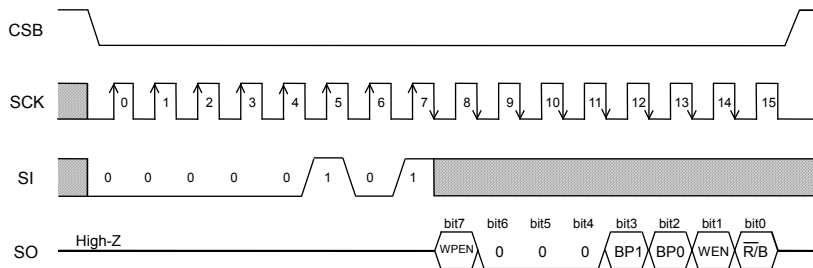 CSB
SCK 0 1 2 3 4 5 6 7 8 9 10 11 12 13 14 15
SI 0 0 0 0 0 1 0 1
bit7 bit6 bit5 bit4 bit3 bit2 bit1 bit0
SO High-Z WPEN 0 0 0 BP1 BP0 WEN R̅/B